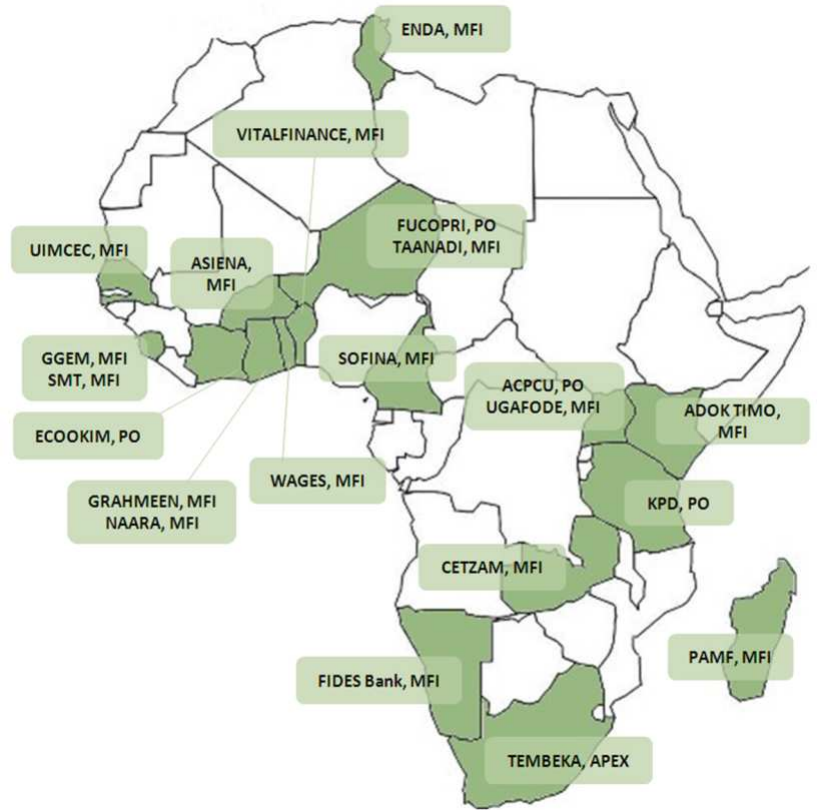 ENDA, MFI
VITALFINANCE, MFI
FUCOPRI, PO
TAANADI, MFI
UIMCEC, MFI
ASIENA,
MFI
GGEM, MFI
SMT, MFI
SOFINA, MFI
ACPCU, PO
UGAFODE, MFI
ADOK TIMO,
MFI
ECOOKIM, PO
WAGES, MFI
GRAHMEEN, MFI
NAARA, MFI
KPD, PO
CETZAM, MFI
PAMF, MFI
FIDES Bank, MFI
TEMBEKA, APEX